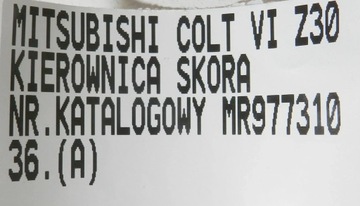 MITSUBISHI COLT VI Z30
KIEROWNICA SKORA
NR.KATALOGOWY MR977310
36.(A)